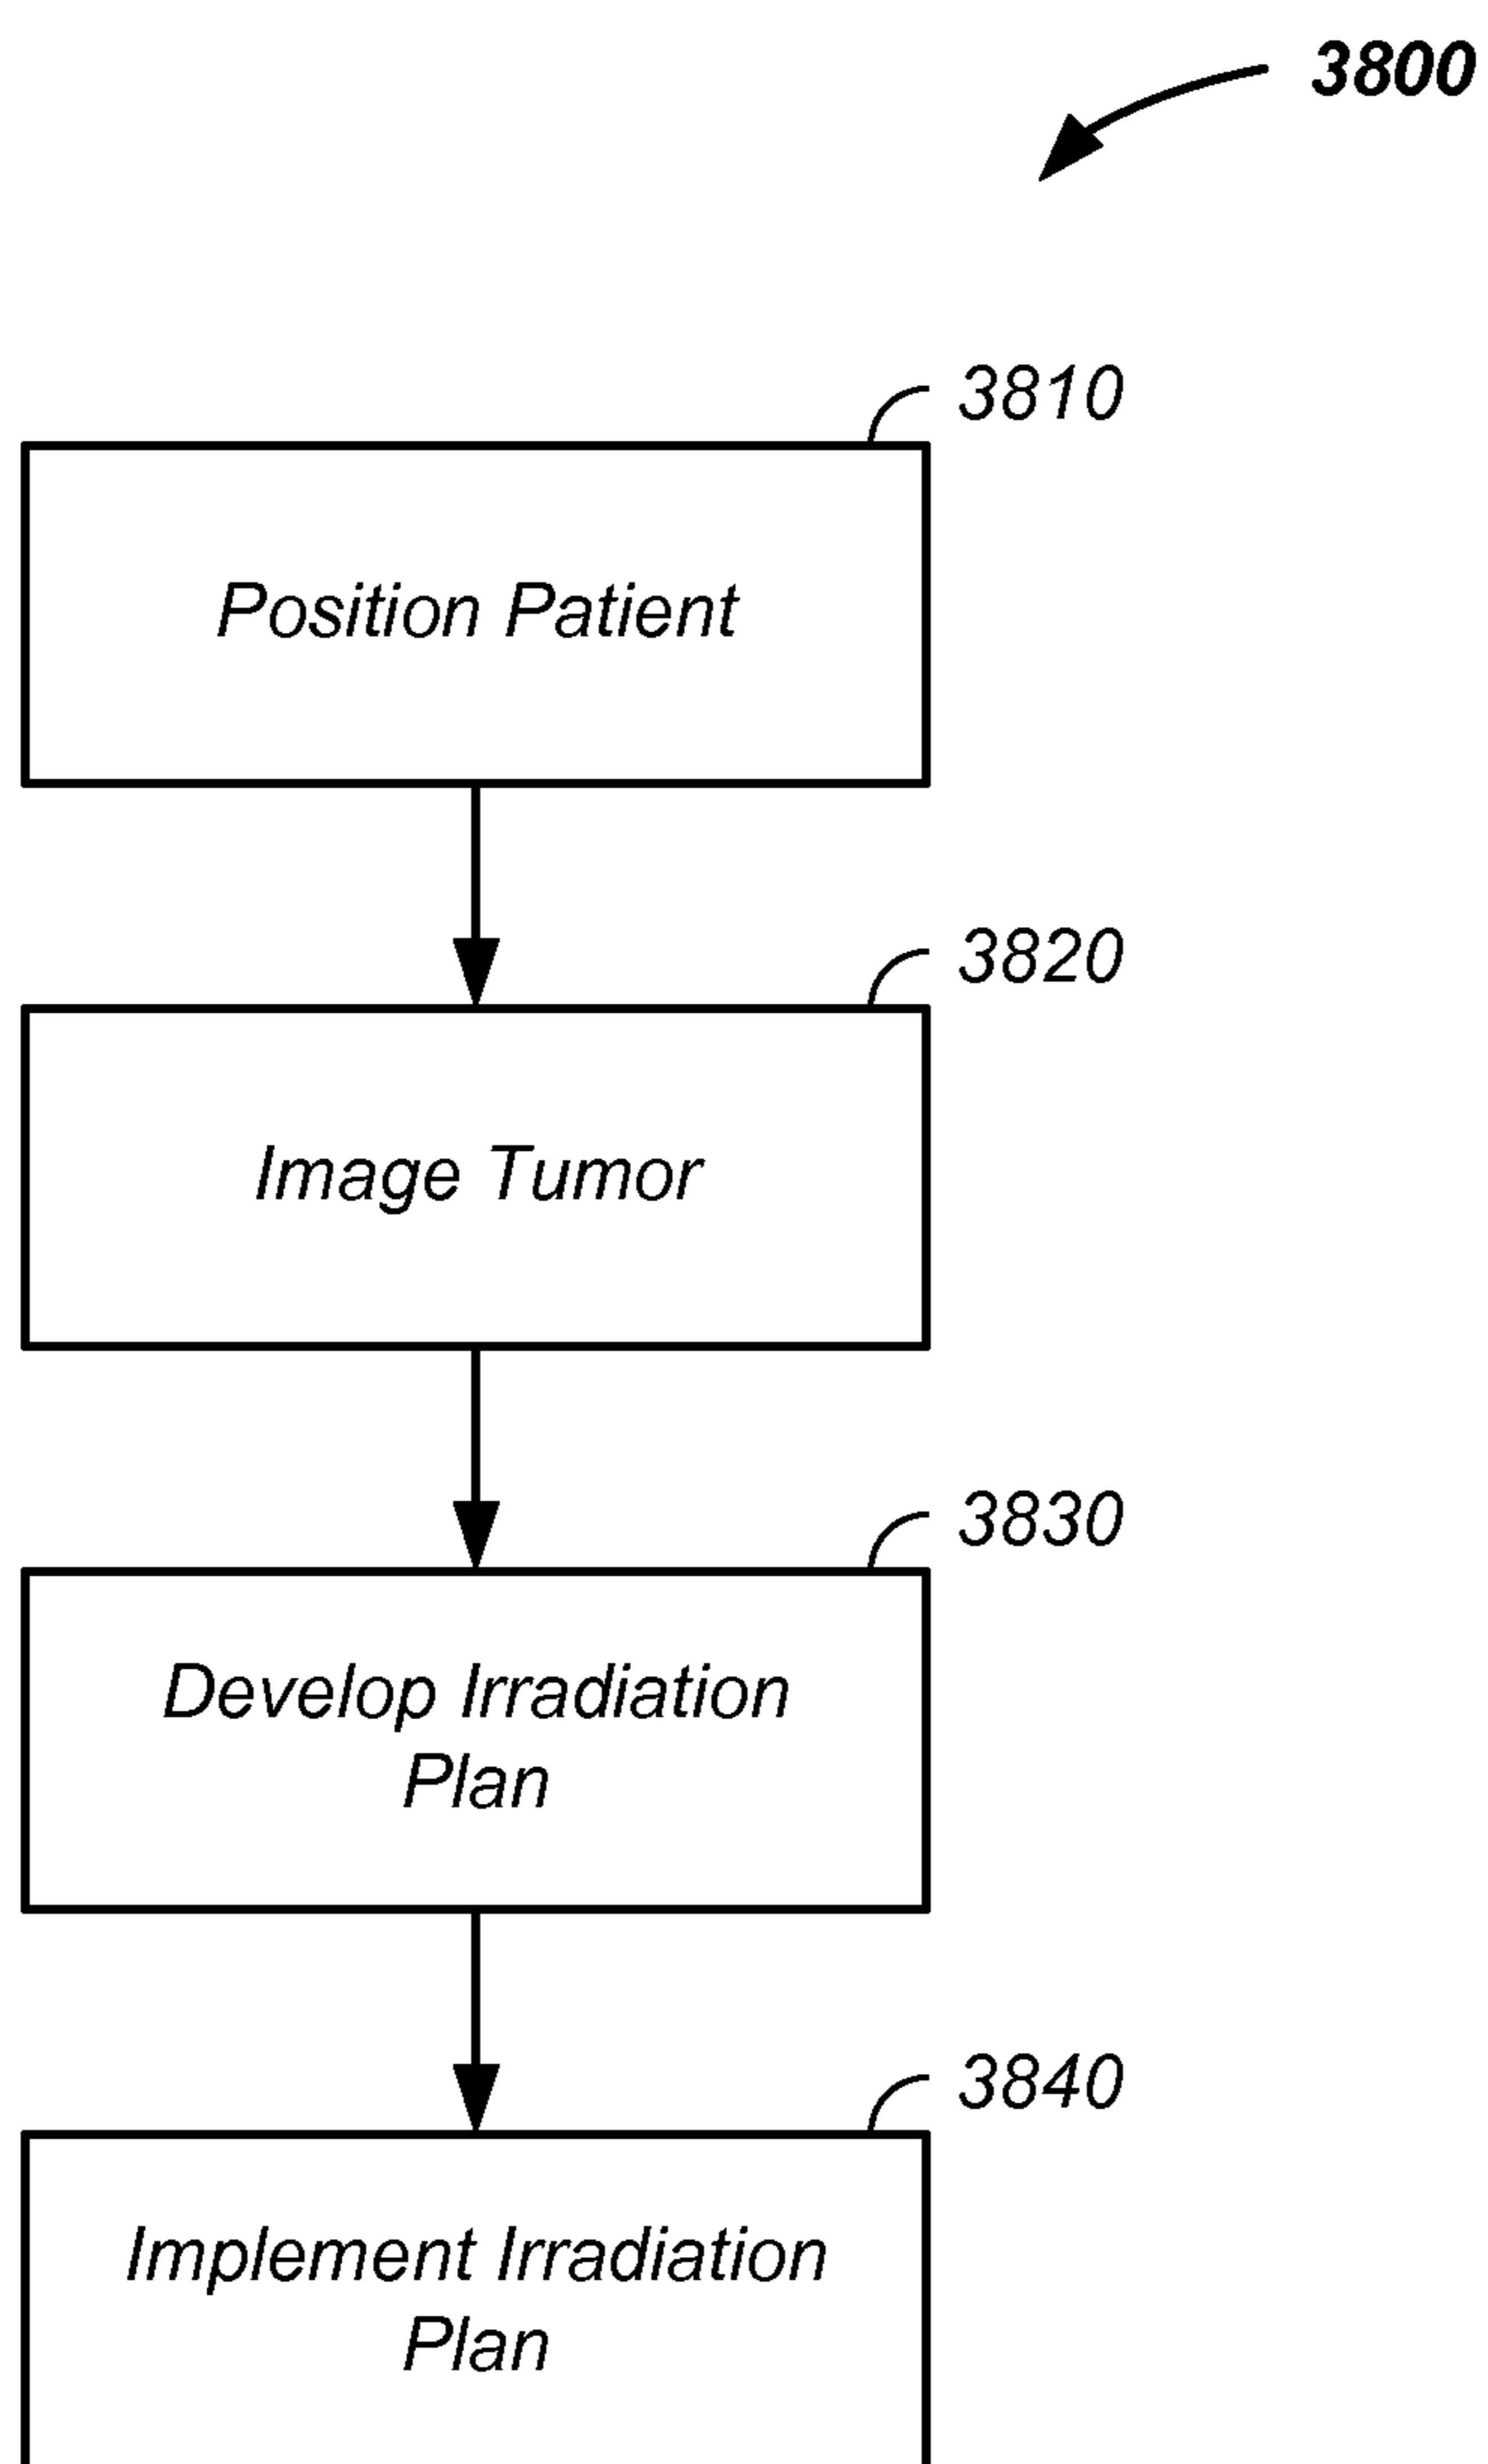 3800
3810
Position Patient
3820
Image Tumor
3830
Develop Irradiation
Plan
3840
Implement Irradiation
Plan